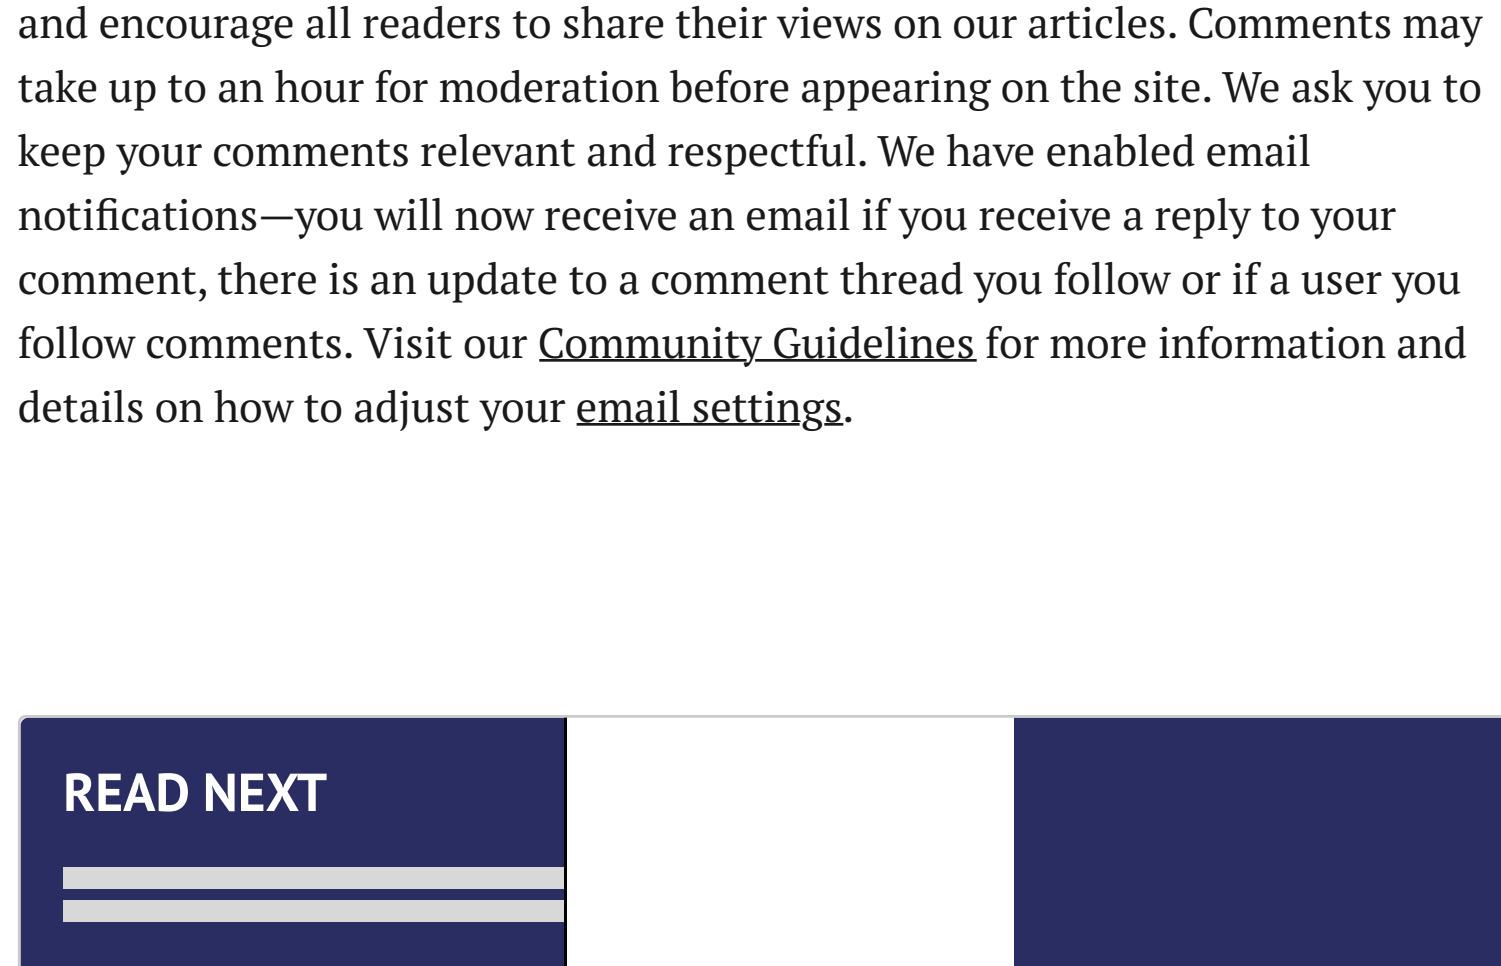 and encourage all readers to share their views on our articles. Comments may
take up to an hour for moderation before appearing on the site. We ask you to
keep your comments relevant and respectful. We have enabled email
notifications—you will now receive an email if you receive a reply to your
comment, there is an update to a comment thread you follow or if a user you
follow comments. Visit our Community Guidelines for more information and
details on how to adjust your email settings.
READ NEXT